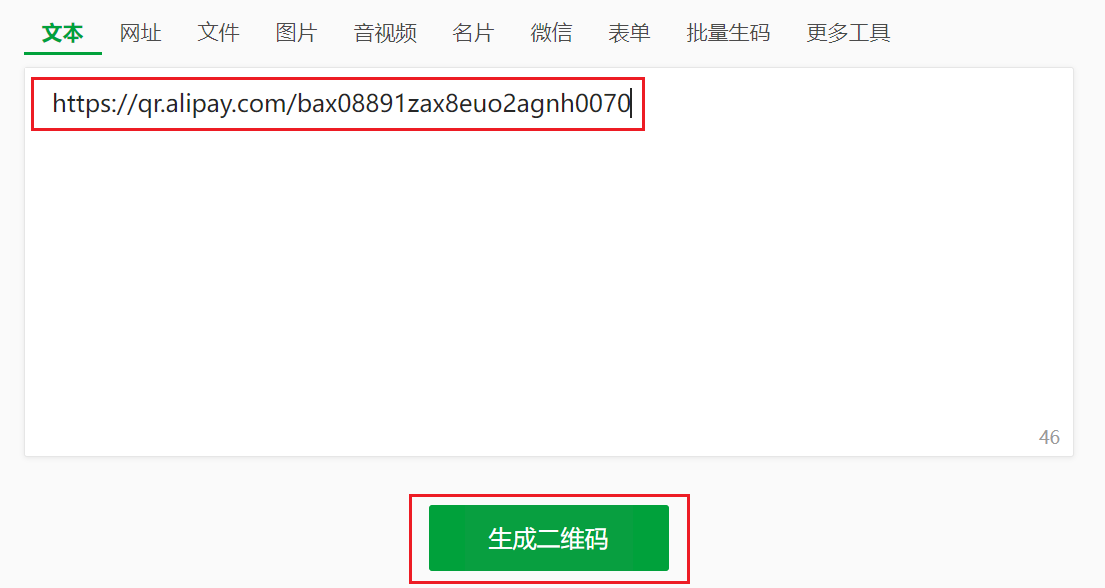 文本 网址 文件 图片 音视频 名片 微信 表单 批量生码 更多工具
https://qr.alipay.com/bax08891zax8euo2agnh0070
46
生成二维码